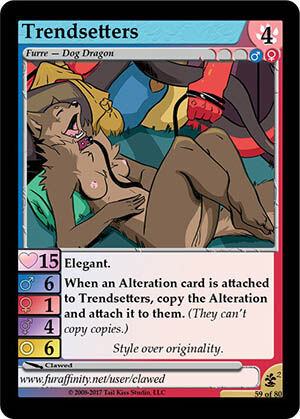 Trendsetters
4
Furre – Dog Dragon
15
Elegant.
6
When an Alteration card is attached
1
to Trendsetters, copy the Alteration
4
and attach it to them. (They can't
copy copies.)
6
Style over originality.
Clawed
www.furaffinity.net/user/clawed
2
© 2008-2017 Tail Kiss Studio, LLC
59 of 80